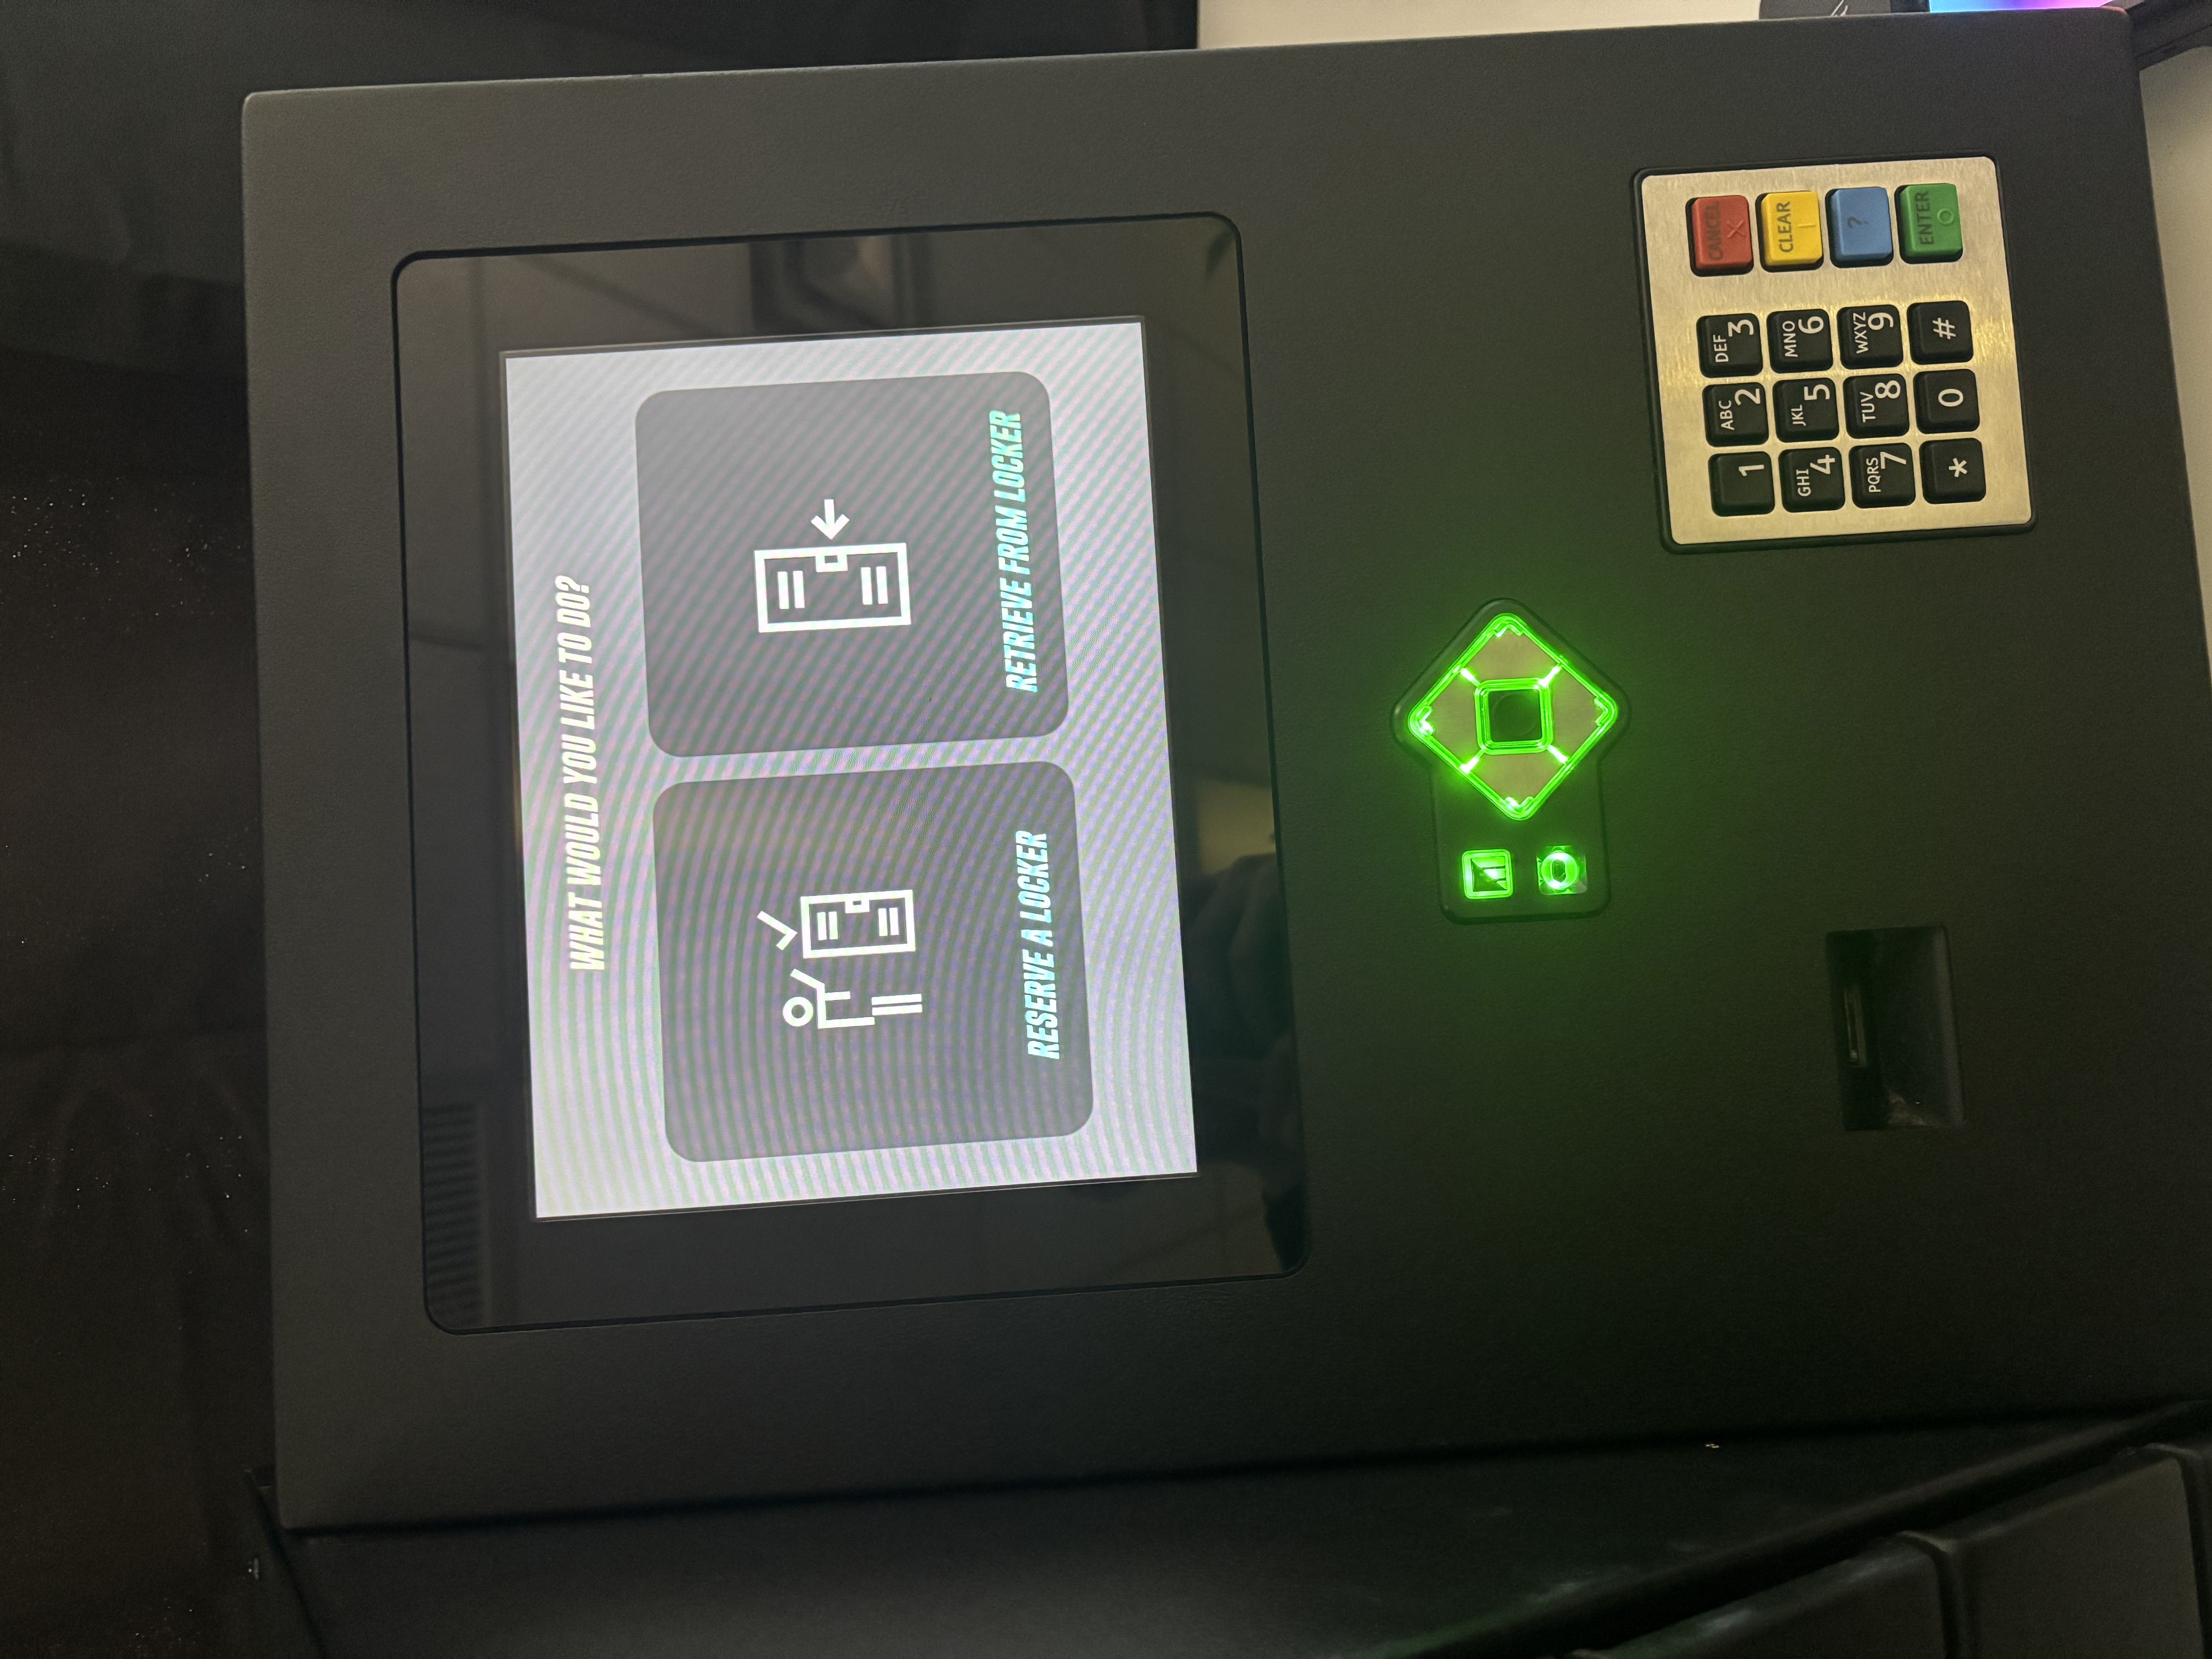 WHAT WOULD YOU LIKE TO DO?
RESERVE A LOCKER
RETRIEVE FROM LOCKER
1 ABC 2 DEF 3 CANCEL
GHI 4 JKL 5 MNO 6 CLEAR
PQRS 7 TUV 8 WXYZ 9 ?
* 0 # ENTER